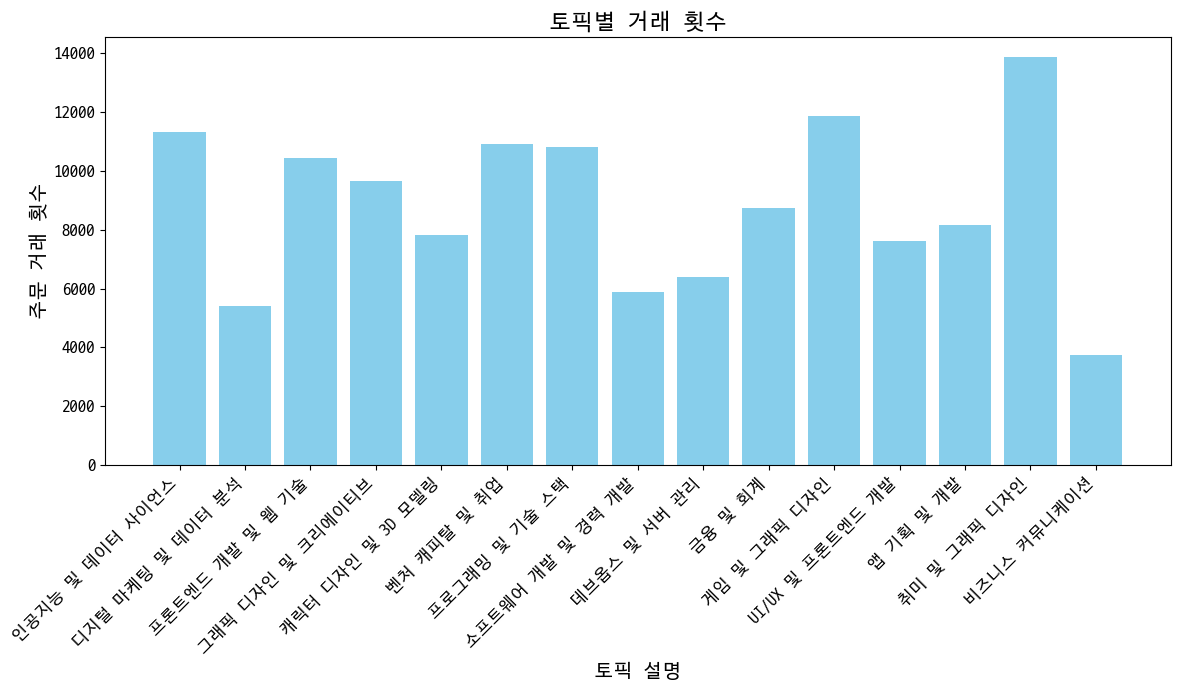 토픽별 거래 횟수
주문 거래 횟수
14000
12000
10000
8000
6000
4000
2000
0
인공지능 및 데이터 사이언스
디지털 마케팅 및 데이터 분석
프론트엔드 개발 및 웹 기술
그래픽 디자인 및 크리에이티브
캐릭터 디자인 및 3D 모델링
벤처 캐피탈 및 취업
프로그래밍 및 기술 스택
소프트웨어 개발 및 경력 개발
데브옵스 및 서버 관리
금융 및 회계
게임 및 그래픽 디자인
UI/UX 및 프론트엔드 개발
앱 기획 및 개발
취미 및 그래픽 디자인
비즈니스 커뮤니케이션
토픽 설명